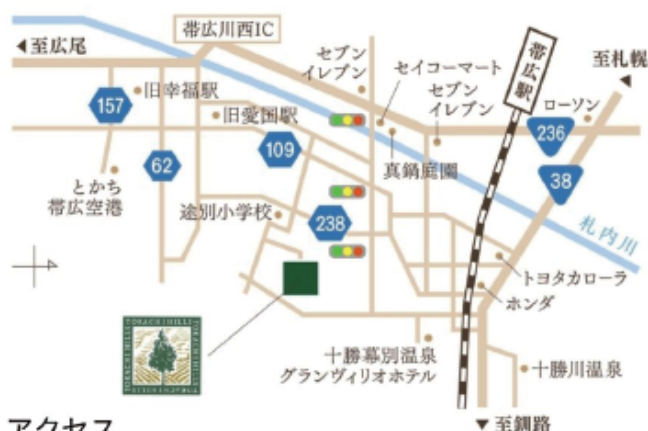 帯広川西IC
至広尾
セブン
イレブン
セイコーマート
セブン
イレブン
帯広駅
至札幌
ローソン
157
旧幸福駅
旧愛国駅
236
109
真鍋庭園
62
38
とかち
帯広空港
途別小学校
238
札内川
トヨタカローラ
ホンダ
TOKACHI HILLS
十勝幕別温泉
グランヴィリオホテル
十勝川温泉
アクセス
至釧路